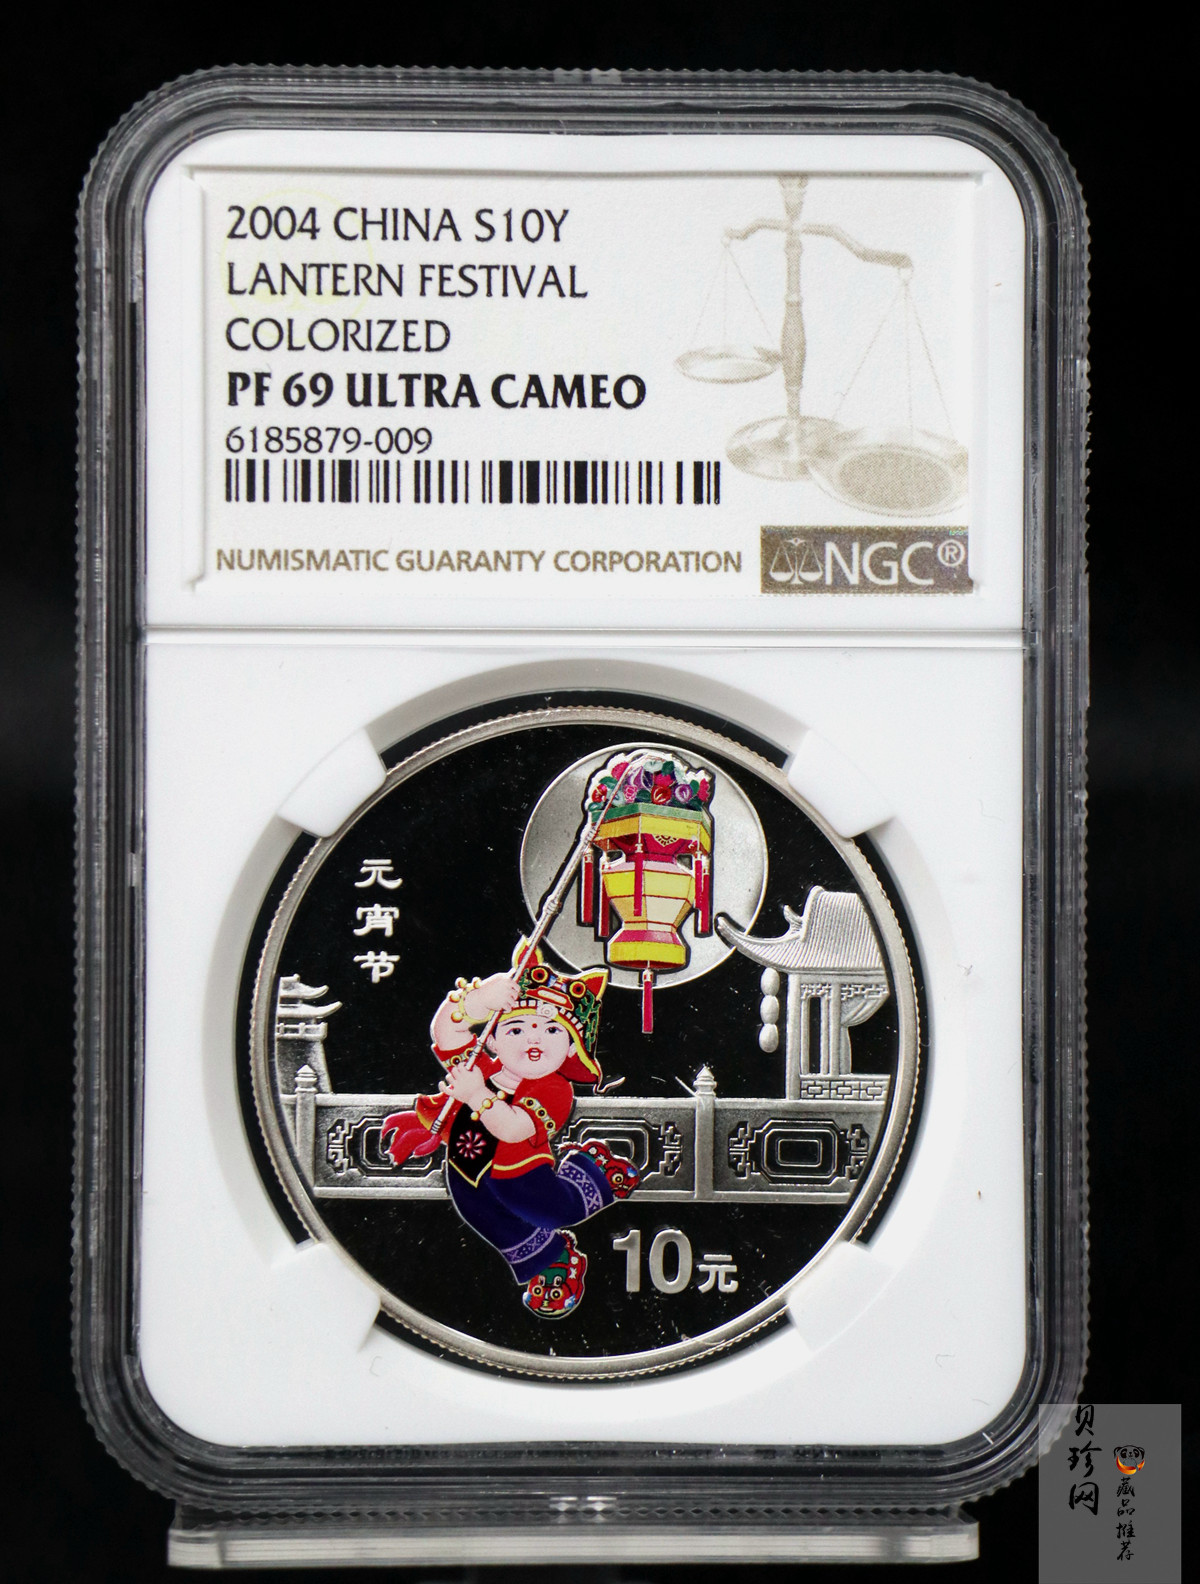 2004 CHINA S10Y
LANTERN FESTIVAL
COLORIZED
PF 69 ULTRA CAMEO
6185879-009
NUMISMATIC GUARANTY CORPORATION
NGC®
元宵节
10元
贝珍网
藏品推荐